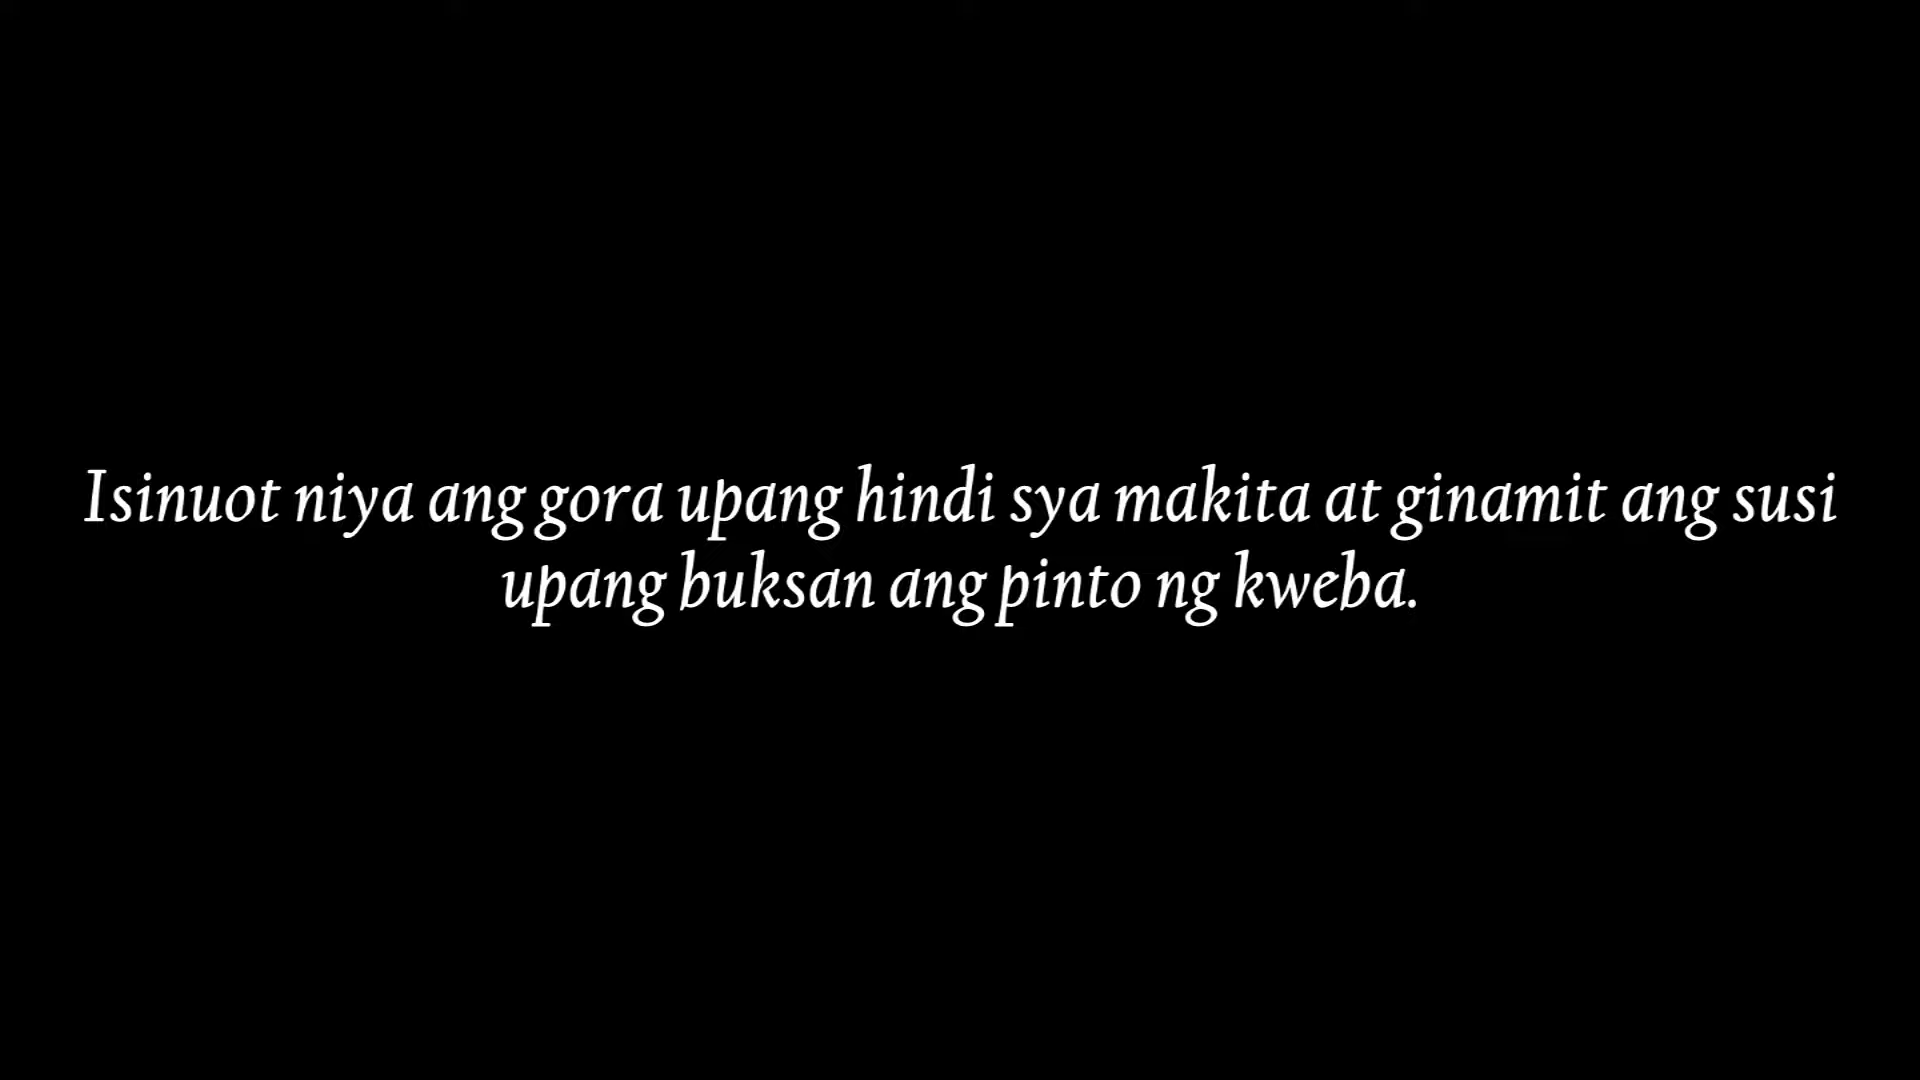 Isinuot niya ang gora upang hindi sya makita at ginamit ang susi
upang buksan ang pinto ng kweba.